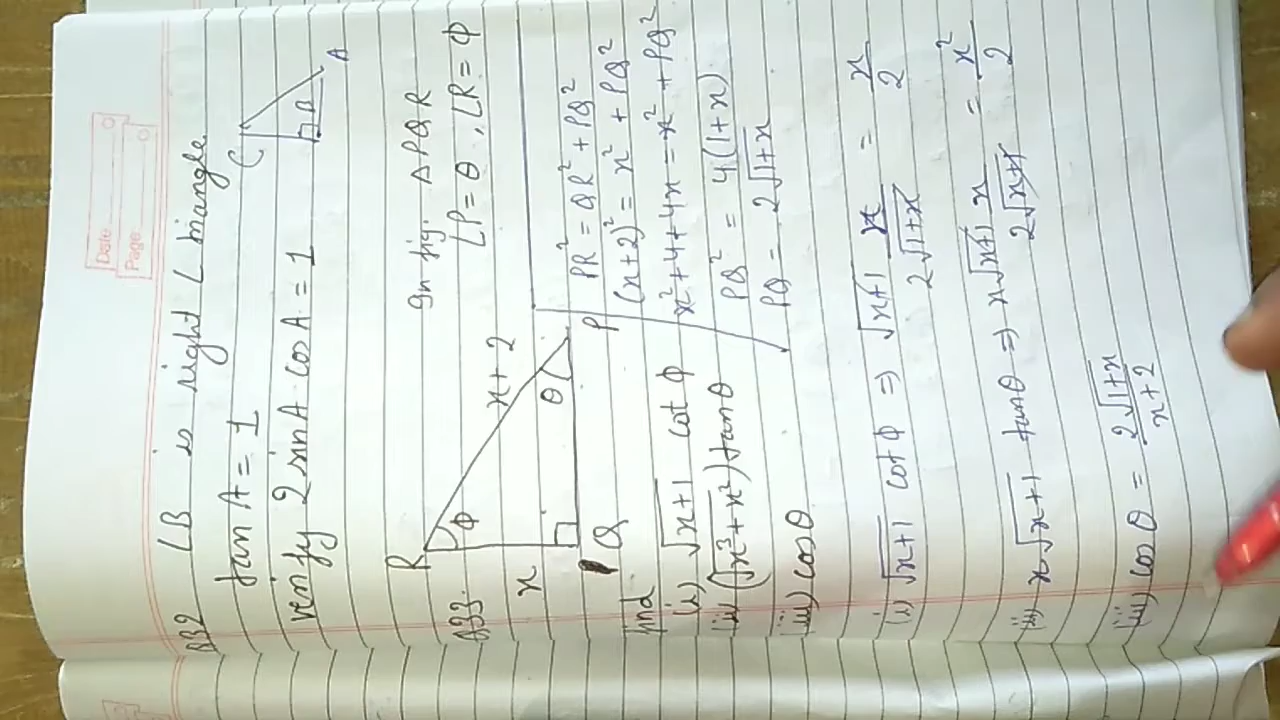 Date
Page
Q32 ∠B is right ∠ triangle
tan A = 1
verify 2 sin A cos A = 1
C
B
A
Q33.
R
ϕ
x
x+2
θ
Q
P
In fig. ΔPQR
∠P = θ, ∠R = ϕ
PR² = QR² + PQ²
(x+2)² = x² + PQ²
x²+4+4x = x² + PQ²
PQ² = 4(1+x)
PQ = 2√1+x
find
(i) √x+1 cot ϕ
(ii) (√x³+x²) tan θ
(iii) cos θ
(i) √x+1 cot ϕ ⇒ √x+1 x/2√1+x = x/2
(ii) x√x+1 tan θ ⇒ x√x+1 x/2√x+1 = x²/2
(iii) cos θ = 2√1+x/x+2